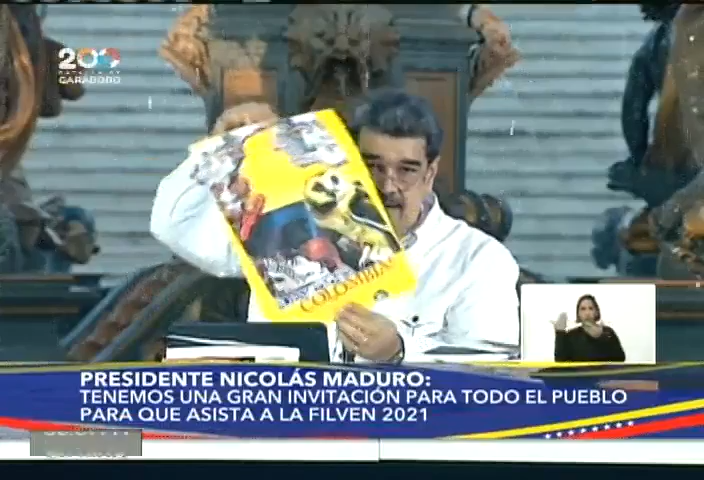 200
BATALLA DE
CARABOBO
COLOMBIA
PRESIDENTE NICOLÁS MADURO:
TENEMOS UNA GRAN INVITACIÓN PARA TODO EL PUEBLO
PARA QUE ASISTA A LA FILVEN 2021